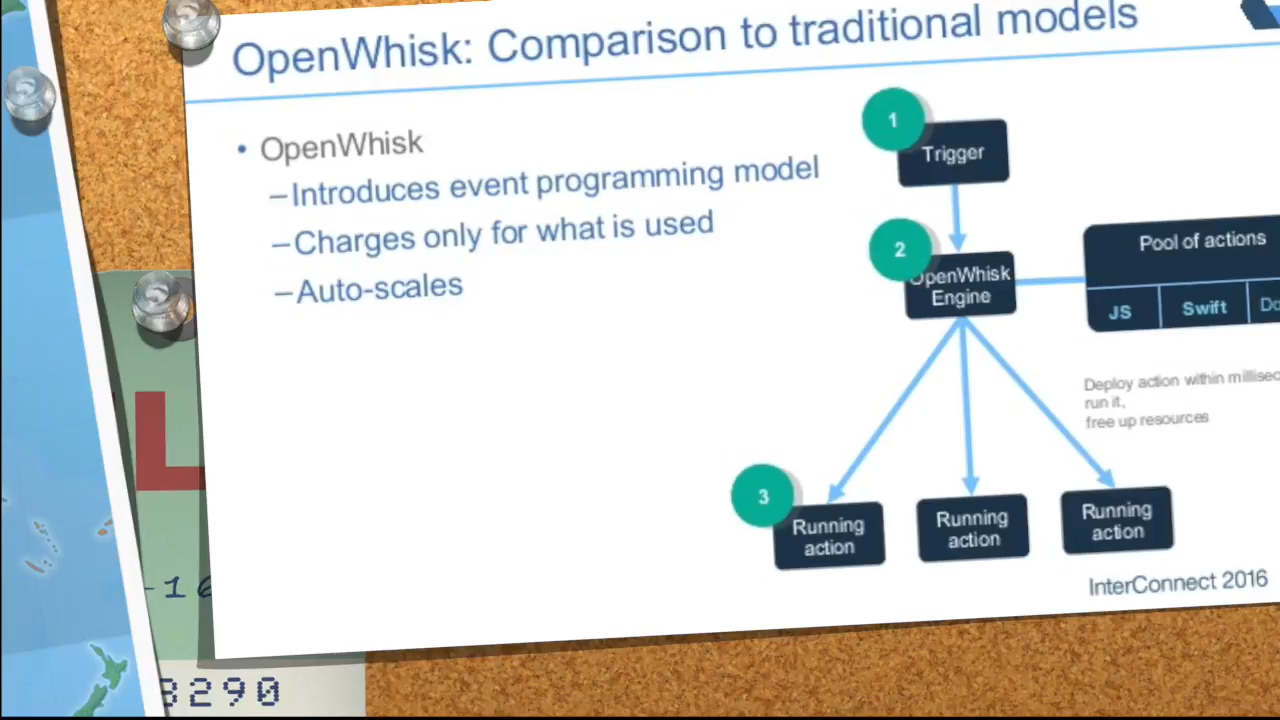 OpenWhisk: Comparison to traditional models
• OpenWhisk
–Introduces event programming model
–Charges only for what is used
–Auto-scales
1
Trigger
2
OpenWhisk
Engine
Pool of actions
JS
Swift
Deploy action within
run it,
free up resources
3
Running
action
Running
action
Running
action
InterConnect 2016
L
-16
3290